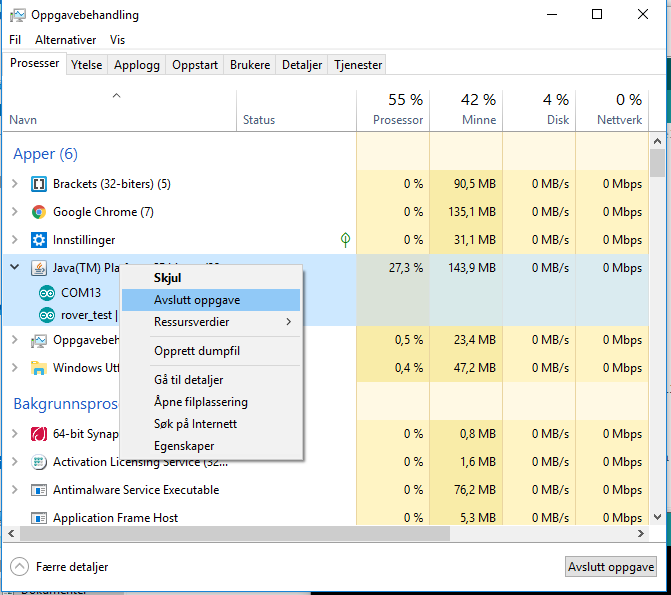 Oppgavebehandling
Fil Alternativer Vis
Prosesser Ytelse Applogg Oppstart Brukere Detaljer Tjenester
55 % 42 % 4 % 0 %
Navn Status Prosessor Minne Disk Nettverk
Apper (6)
Brackets (32-biters) (5) 0 % 90,5 MB 0 MB/s 0 Mbps
Google Chrome (7) 0 % 135,1 MB 0 MB/s 0 Mbps
Innstillinger 0 % 31,1 MB 0 MB/s 0 Mbps
Java(TM) 27,3 % 143,9 MB 0 MB/s 0 Mbps
Skjul
COM13
Avslutt oppgave
rover_test |
Ressursverdier
Oppgavebeh 0,5 % 23,4 MB 0 MB/s 0 Mbps
Opprett dumpfil
Windows Utf 0,4 % 47,2 MB 0 MB/s 0 Mbps
Gå til detaljer
Bakgrunnspros
Åpne filplassering
Søk på Internett
64-bit Synap 0 % 0,8 MB 0 MB/s 0 Mbps
Egenskaper
Activation Licensing Service (32... 0 % 1,6 MB 0 MB/s 0 Mbps
Antimalware Service Executable 0 % 76,2 MB 0 MB/s 0 Mbps
Application Frame Host 0 % 5,3 MB 0 MB/s 0 Mbps
Færre detaljer Avslutt oppgave